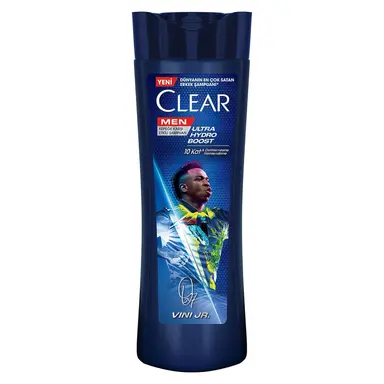 YENİ
DÜNYANIN EN ÇOK SATAN
ERKEK ŞAMPUANI*
CLEAR
MEN
KEPEĞE KARŞI
ETKİLİ ŞAMPUAN
ULTRA
HYDRO
BOOST
10 Kat*
VINI JR.